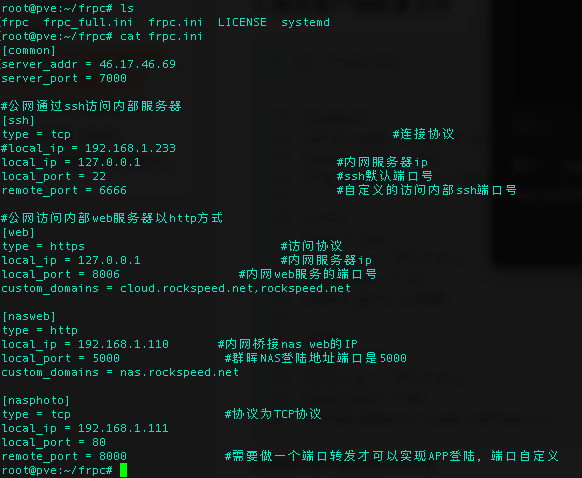 root@pve:~/frpc# ls
frpc  frpc_full.ini  frpc.ini  LICENSE  systemd
root@pve:~/frpc# cat frpc.ini
[common]
server_addr = 46.17.46.69
server_port = 7000
#公网通过ssh访问内部服务器
[ssh]
type = tcp #连接协议
#local_ip = 192.168.1.233
local_ip = 127.0.0.1 #内网服务器ip
local_port = 22 #ssh默认端口号
remote_port = 6666 #自定义的访问内部ssh端口号
#公网访问内部web服务器以http方式
[web]
type = https #访问协议
local_ip = 127.0.0.1 #内网服务器ip
local_port = 8006 #内网web服务的端口号
custom_domains = cloud.rockspeed.net,rockspeed.net
[nasweb]
type = http
local_ip = 192.168.1.110 #内网桥接nas web的IP
local_port = 5000 #群晖NAS登陆地址端口是5000
custom_domains = nas.rockspeed.net
[nasphoto]
type = tcp #协议为TCP协议
local_ip = 192.168.1.111
local_port = 80
remote_port = 8000 #需要做一个端口转发才可以实现APP登陆，端口自定义
root@pve:~/frpc#